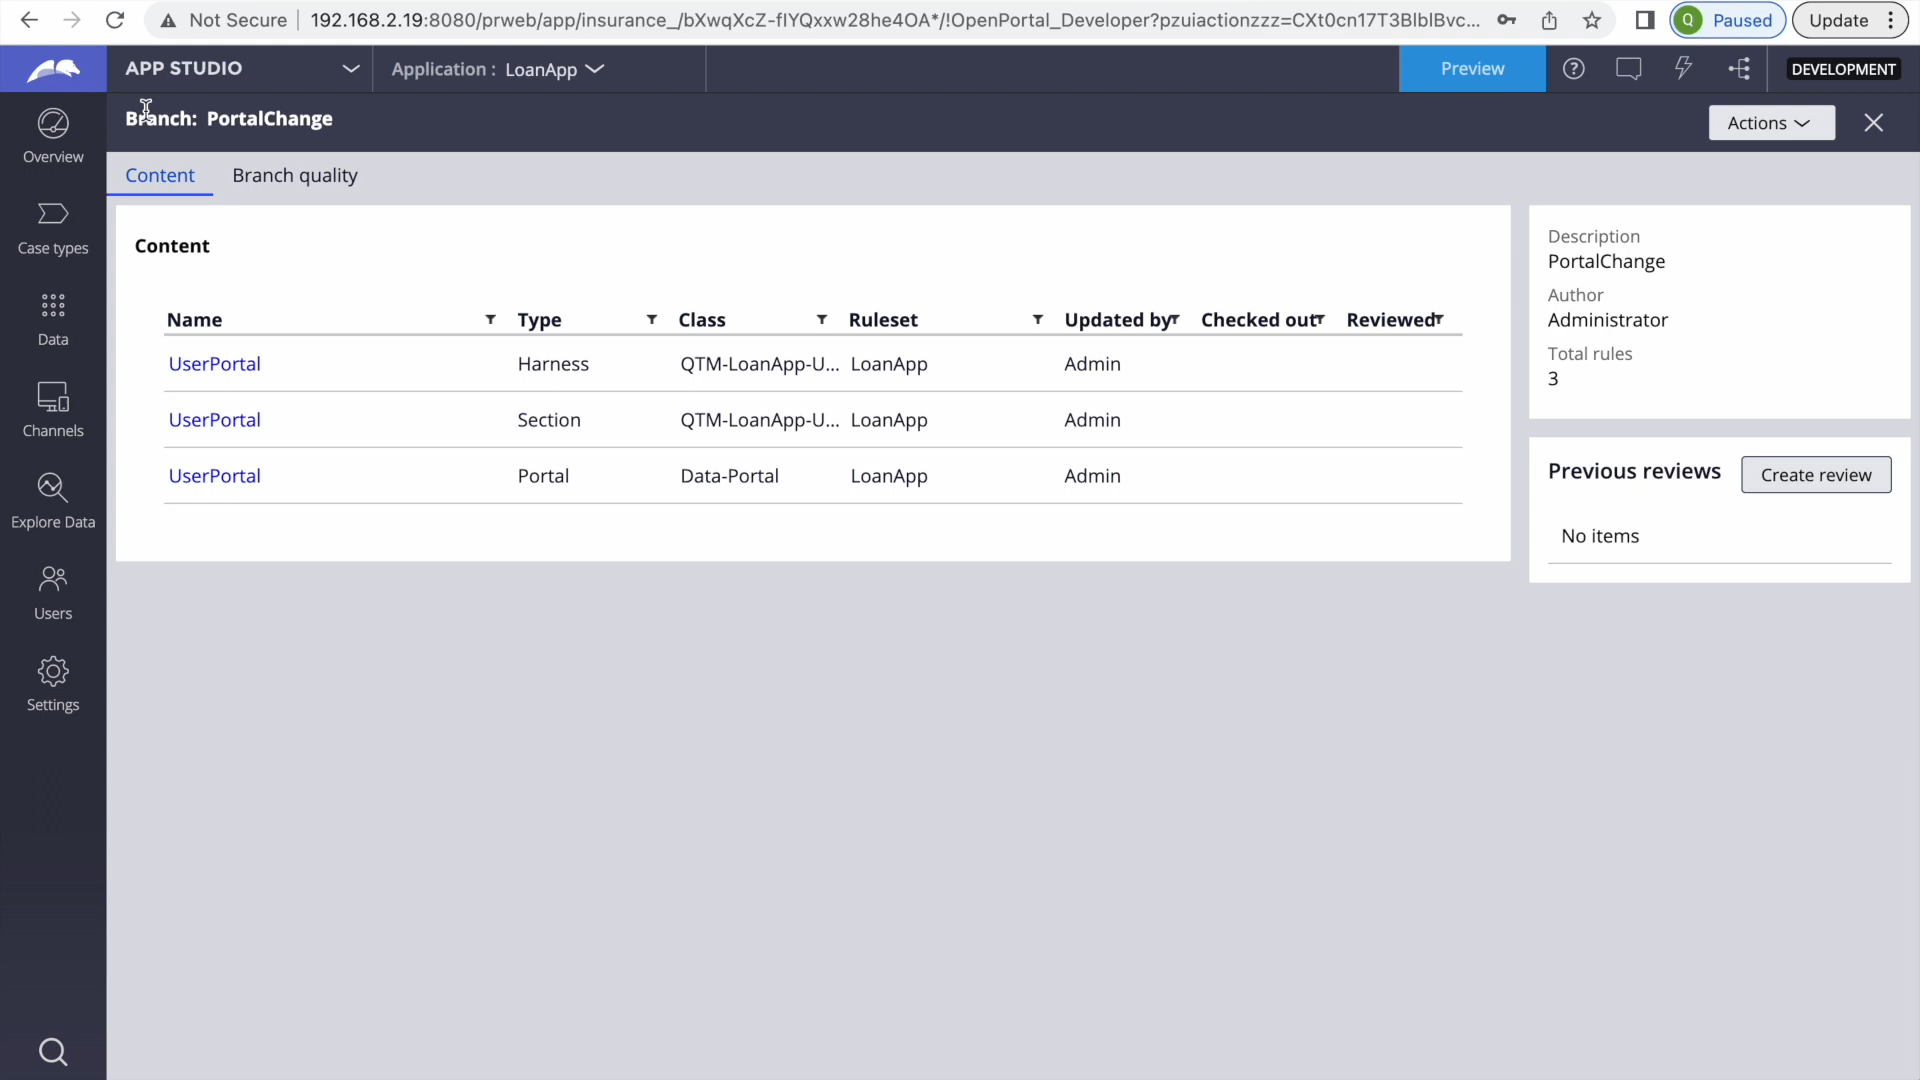 Not Secure 192.168.2.19:8080/prweb/app/insurance_/bXwqXcZ-fIYQxxw28he4OA*/!OpenPortal_Developer?pzuiactionzzz=CXt0cn17T3BlblBvc... Q Paused Update
APP STUDIO Application : LoanApp Preview DEVELOPMENT
Branch: PortalChange Actions
Overview
Case types
Data
Channels
Explore Data
Users
Settings
Content Branch quality
Content
Name Type Class Ruleset Updated by Checked out Reviewed
UserPortal Harness QTM-LoanApp-U... LoanApp Admin
UserPortal Section QTM-LoanApp-U... LoanApp Admin
UserPortal Portal Data-Portal LoanApp Admin
Description
PortalChange
Author
Administrator
Total rules
3
Previous reviews Create review
No items